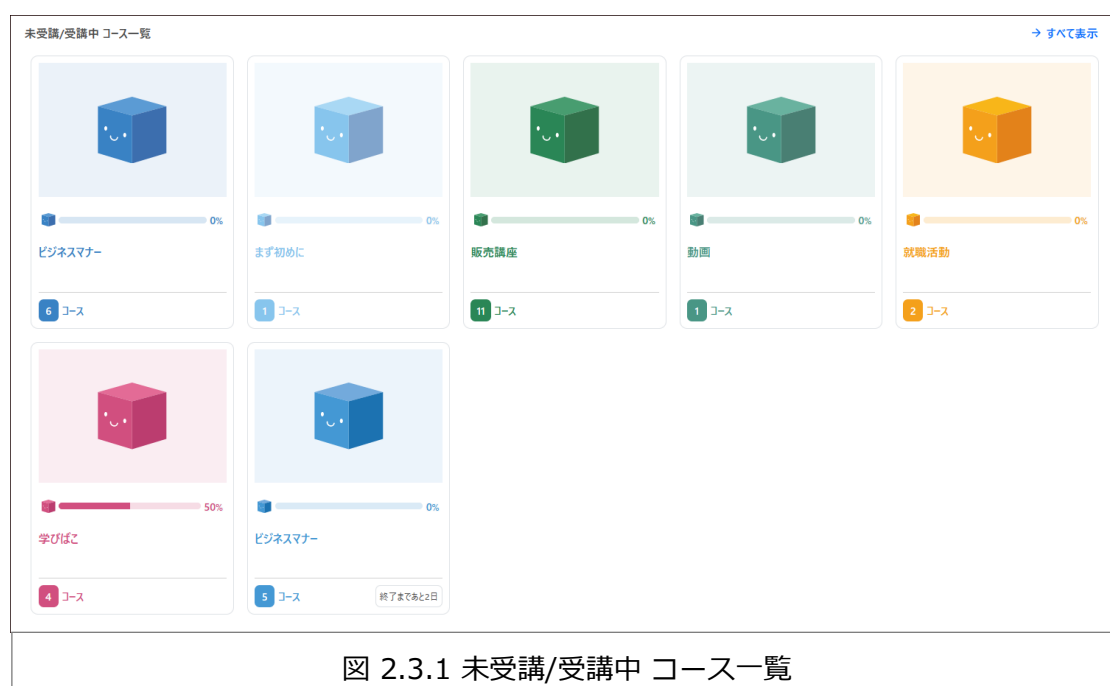 未受講/受講中 コース一覧
→ すべて表示
0%
0%
0%
0%
0%
ビジネスマナー
まず初めに
販売講座
動画
就職活動
6 コース
1 コース
11 コース
1 コース
2 コース
50%
0%
学びばこ
ビジネスマナー
4 コース
5 コース
終了まであと2日
図 2.3.1 未受講/受講中 コース一覧